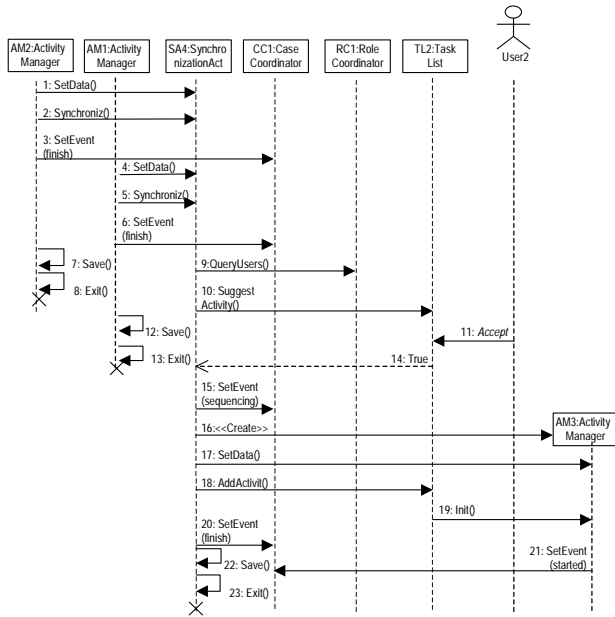 AM2:Activity
Manager
AM1:Activity
Manager
SA4:Synchro
nizationAct
CC1:Case
Coordinator
RC1:Role
Coordinator
TL2:Task
List
User2
1: SetData()
2: Synchroniz()
3: SetEvent
(finish)
4: SetData()
5: Synchroniz()
6: SetEvent
(finish)
7: Save()
8: Exit()
9:QueryUsers()
10: Suggest
Activity()
11: Accept
12: Save()
13: Exit()
14: True
15: SetEvent
(sequencing)
16:<<Create>>
AM3:Activity
Manager
17: SetData()
18: AddActivit()
19: Init()
20: SetEvent
(finish)
21: SetEvent
(started)
22: Save()
23: Exit()